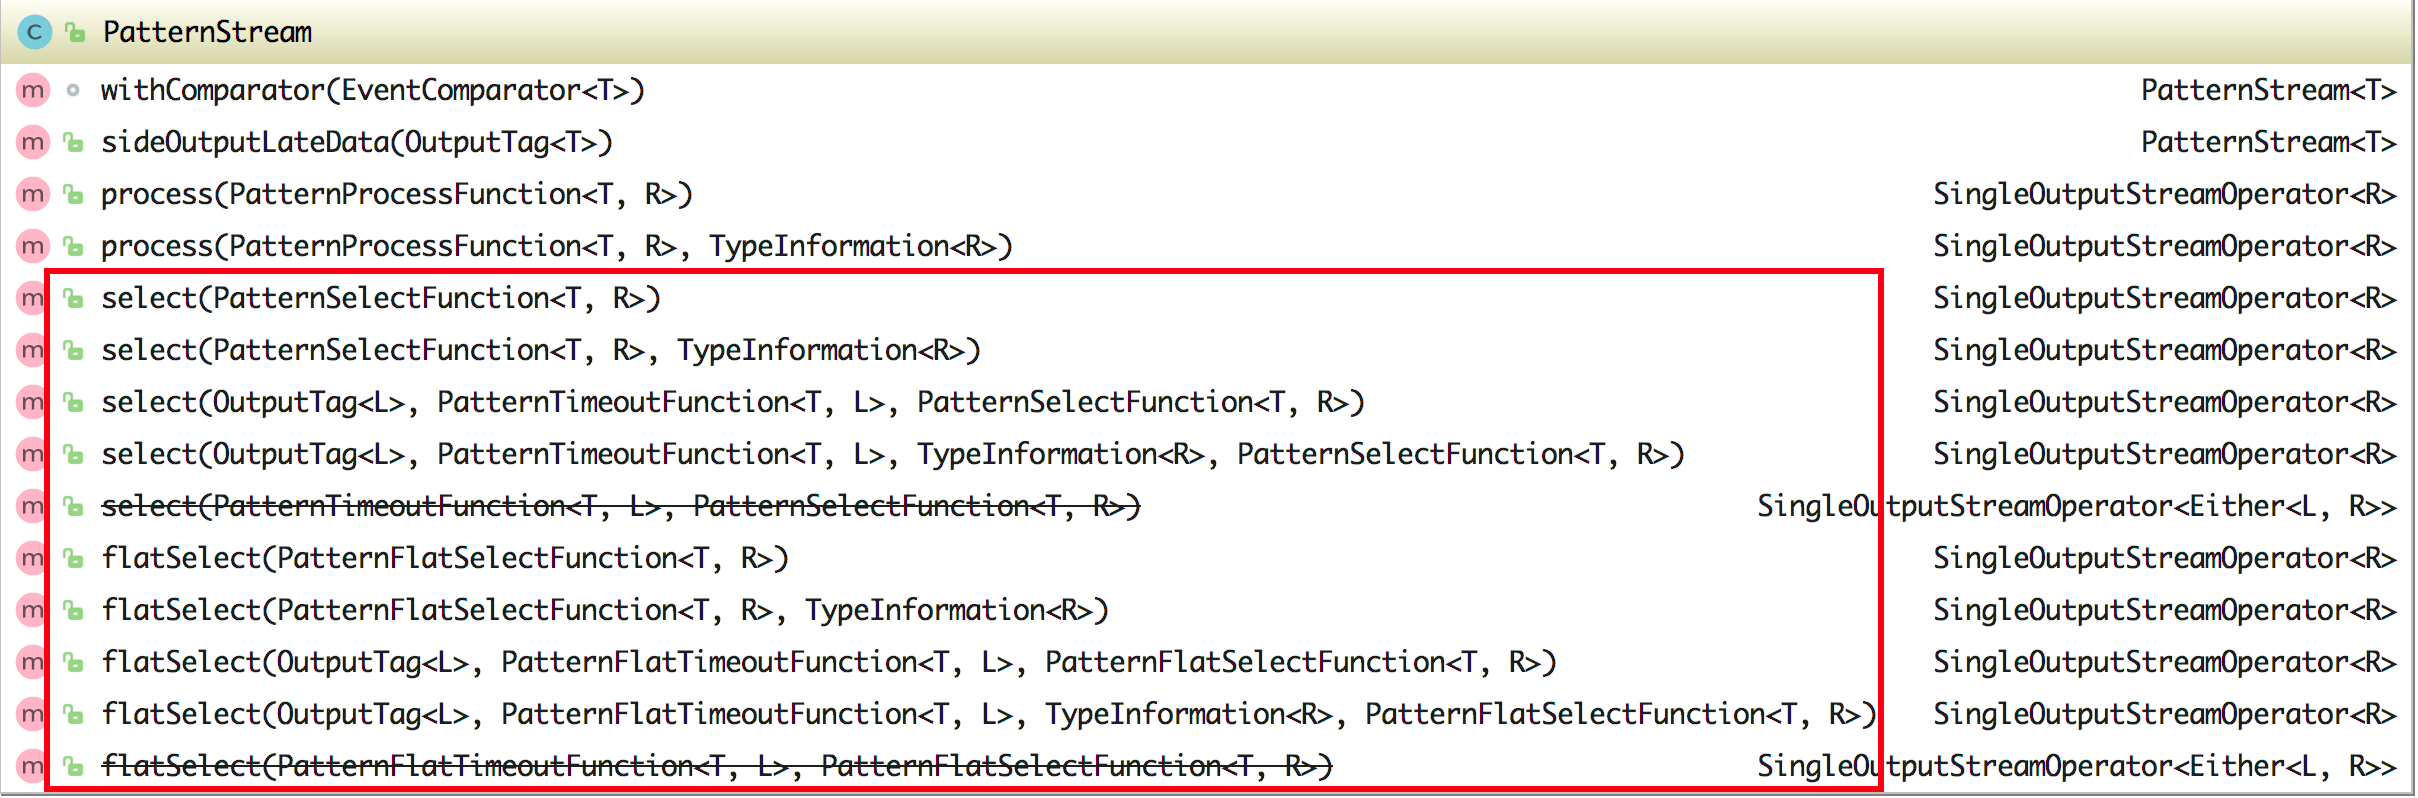 C PatternStream
m withComparator(EventComparator<T>) PatternStream<T>
m sideOutputLateData(OutputTag<T>) PatternStream<T>
m process(PatternProcessFunction<T, R>) SingleOutputStreamOperator<R>
m process(PatternProcessFunction<T, R>, TypeInformation<R>) SingleOutputStreamOperator<R>
m select(PatternSelectFunction<T, R>) SingleOutputStreamOperator<R>
m select(PatternSelectFunction<T, R>, TypeInformation<R>) SingleOutputStreamOperator<R>
m select(OutputTag<L>, PatternTimeoutFunction<T, L>, PatternSelectFunction<T, R>) SingleOutputStreamOperator<R>
m select(OutputTag<L>, PatternTimeoutFunction<T, L>, TypeInformation<R>, PatternSelectFunction<T, R>) SingleOutputStreamOperator<R>
m select(PatternTimeoutFunction<T, L>, PatternSelectFunction<T, R>) SingleOutputStreamOperator<Either<L, R>>
m flatSelect(PatternFlatSelectFunction<T, R>) SingleOutputStreamOperator<R>
m flatSelect(PatternFlatSelectFunction<T, R>, TypeInformation<R>) SingleOutputStreamOperator<R>
m flatSelect(OutputTag<L>, PatternFlatTimeoutFunction<T, L>, PatternFlatSelectFunction<T, R>) SingleOutputStreamOperator<R>
m flatSelect(OutputTag<L>, PatternFlatTimeoutFunction<T, L>, TypeInformation<R>, PatternFlatSelectFunction<T, R>) SingleOutputStreamOperator<R>
m flatSelect(PatternFlatTimeoutFunction<T, L>, PatternFlatSelectFunction<T, R>) SingleOutputStreamOperator<Either<L, R>>